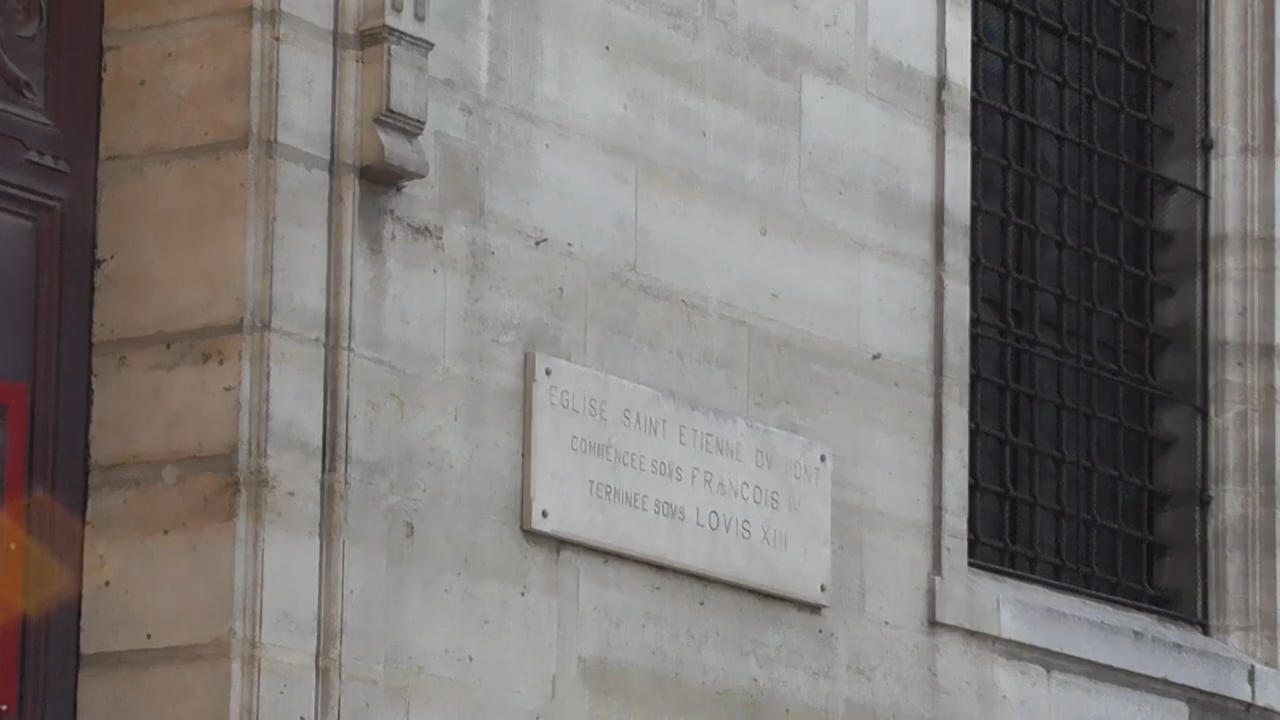 EGLISE SAINT ETIENNE DV MONT
COMMENCEE SOVS FRANCOIS
TERMINEE SOVS LOVIS XIII